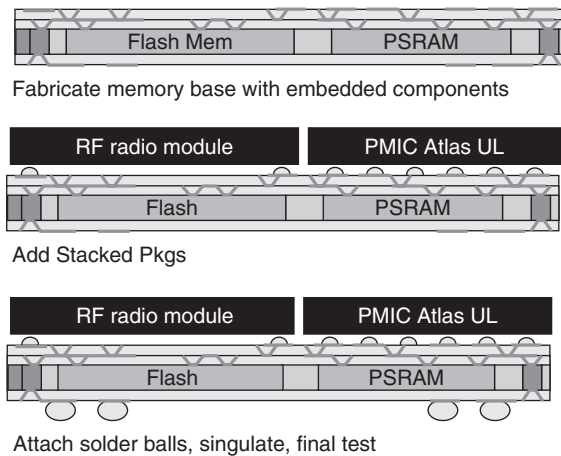 Flash Mem PSRAM
Fabricate memory base with embedded components
RF radio module PMIC Atlas UL
Flash PSRAM
Add Stacked Pkgs
RF radio module PMIC Atlas UL
Flash PSRAM
Attach solder balls, singulate, final test